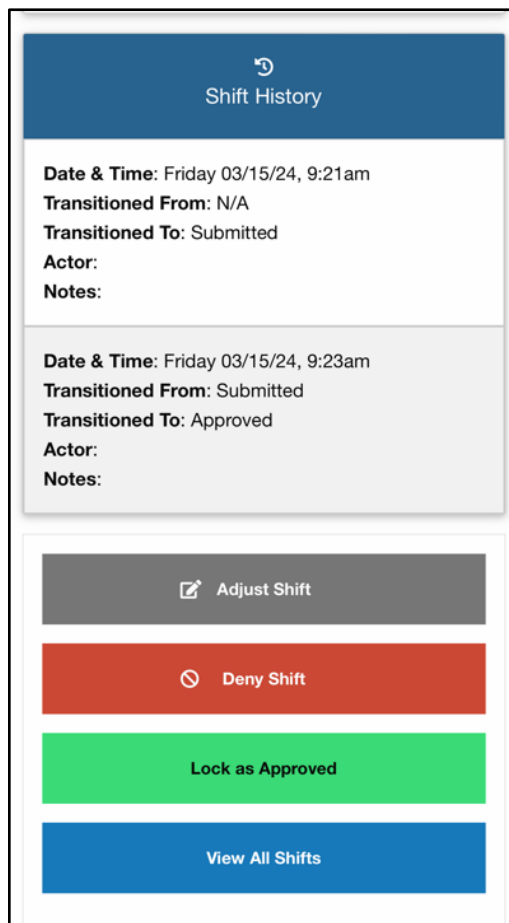 Shift History
Date & Time: Friday 03/15/24, 9:21am
Transitioned From: N/A
Transitioned To: Submitted
Actor:
Notes:
Date & Time: Friday 03/15/24, 9:23am
Transitioned From: Submitted
Transitioned To: Approved
Actor:
Notes:
Adjust Shift
Deny Shift
Lock as Approved
View All Shifts